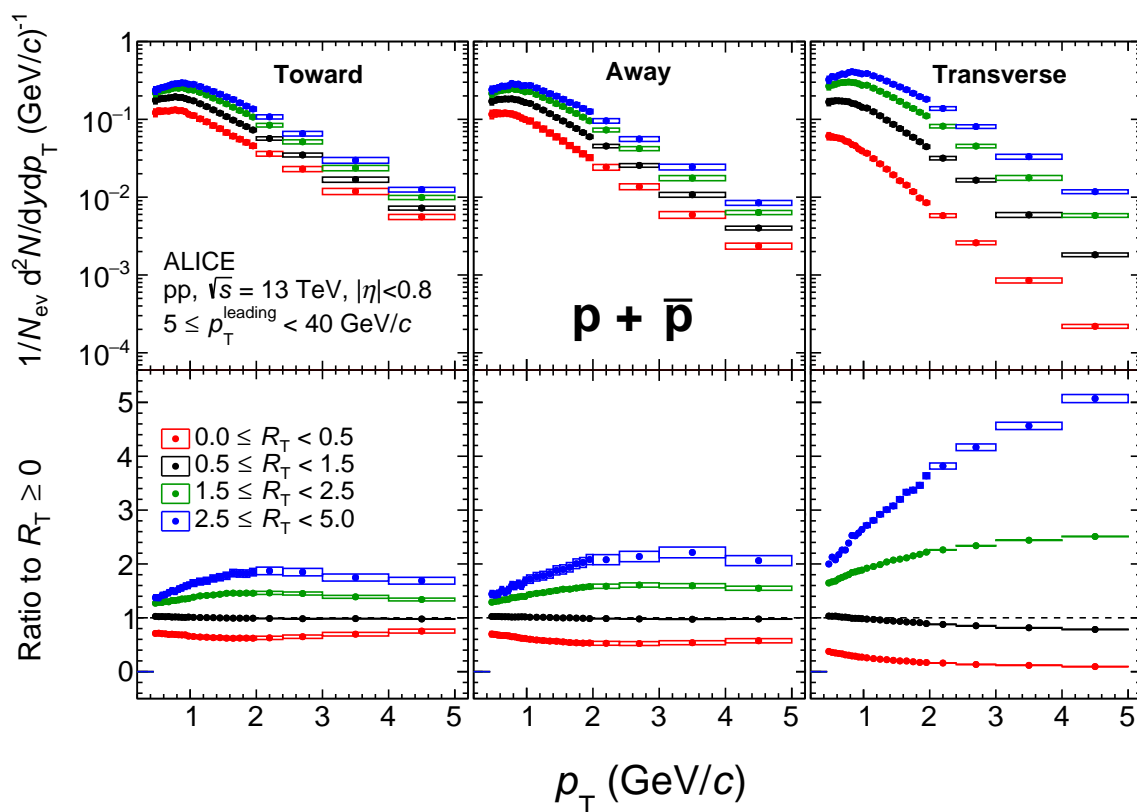 1/N_ev d²N/dydp_T (GeV/c)⁻¹
1
10⁻¹
10⁻²
10⁻³
10⁻⁴
Toward
Away
Transverse
ALICE
pp, √s = 13 TeV, |η|<0.8
5 ≤ p_T^leading < 40 GeV/c
p + p̅
Ratio to R_T ≥ 0
5
4
3
2
1
0
0.0 ≤ R_T < 0.5
0.5 ≤ R_T < 1.5
1.5 ≤ R_T < 2.5
2.5 ≤ R_T < 5.0
1 2 3 4 5 1 2 3 4 5 1 2 3 4 5
p_T (GeV/c)